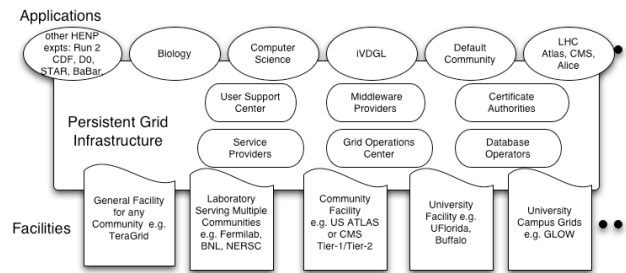 Applications
other HENP
expts: Run 2
CDF, D0,
STAR, BaBar,
Biology
Computer
Science
iVDGL
Default
Community
LHC
Atlas, CMS,
Alice
Persistent Grid
Infrastructure
User Support
Center
Middleware
Providers
Certificate
Authorities
Service
Providers
Grid Operations
Center
Database
Operators
Facilities
General Facility
for any
Community e.g.
TeraGrid
Laboratory
Serving Multiple
Communities
e.g. Fermilab,
BNL, NERSC
Community
Facility
e.g. US ATLAS
or CMS
Tier-1/Tier-2
University
Facility e.g.
UFlorida,
Buffalo
University
Campus Grids
e.g. GLOW